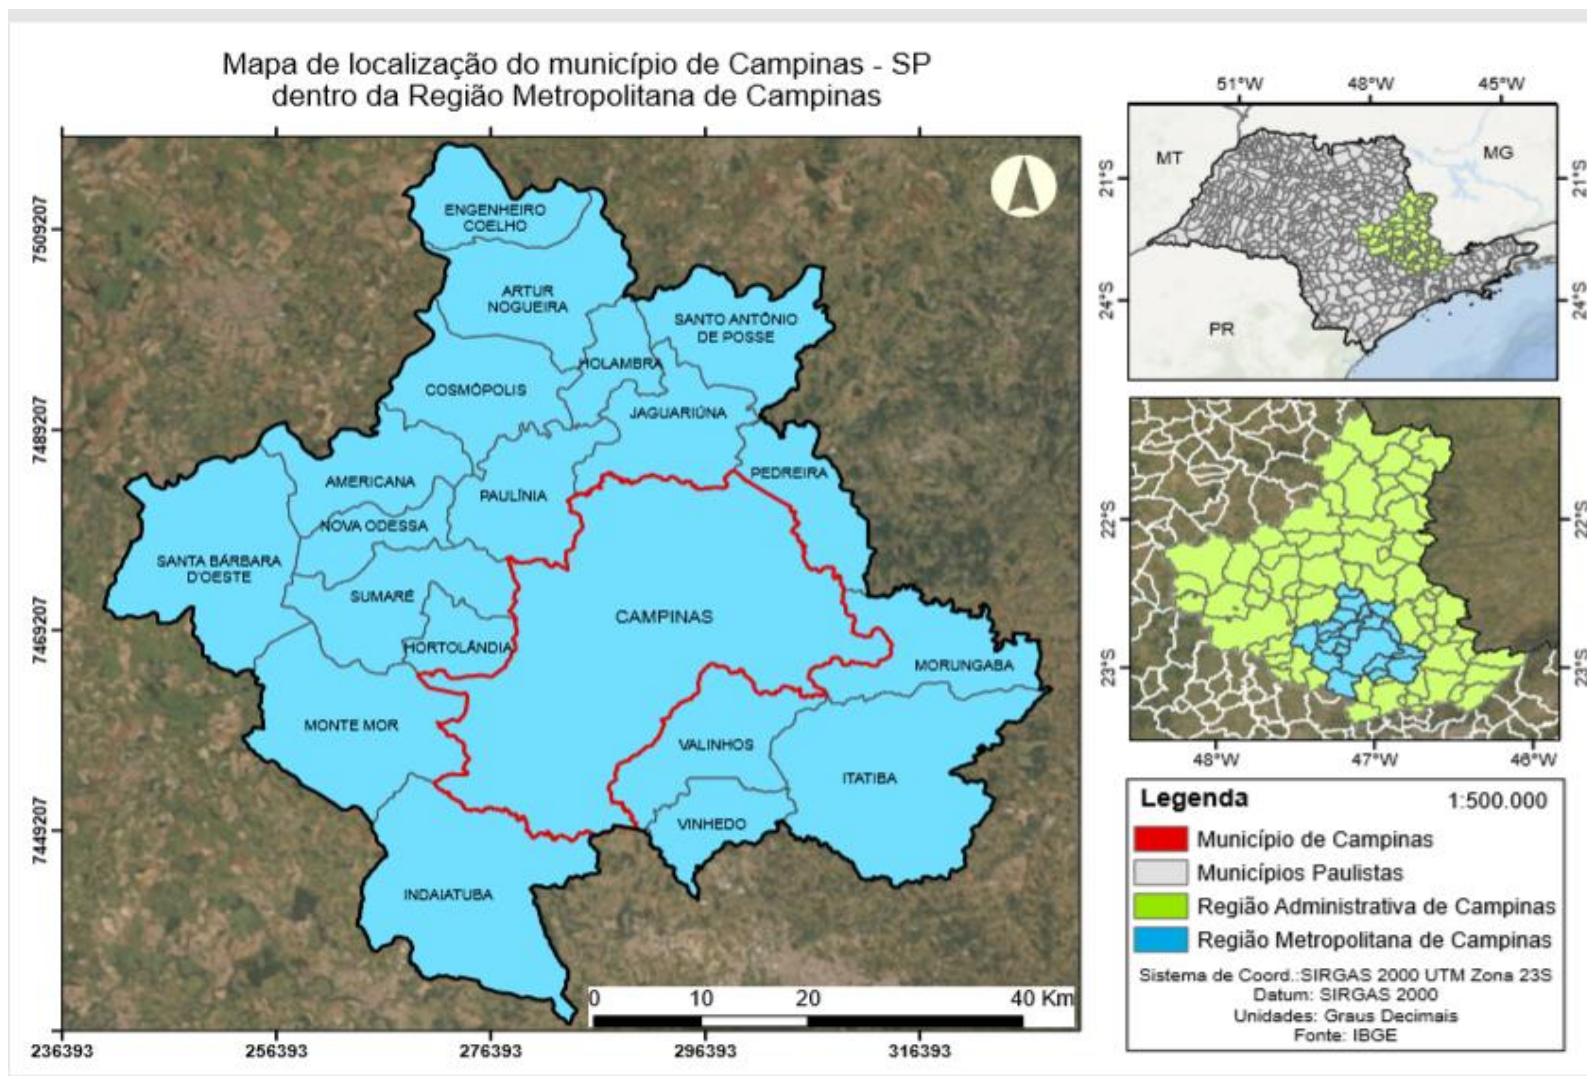 Mapa de localização do município de Campinas - SP
dentro da Região Metropolitana de Campinas
ENGENHEIRO
COELHO
ARTUR
NOGUEIRA
SANTO ANTÔNIO
DE POSSE
HOLAMBRA
COSMÓPOLIS
JAGUARIÚNA
PEDREIRA
AMERICANA
PAULÍNIA
NOVA ODESSA
SANTA BÁRBARA
D'OESTE
SUMARÉ
CAMPINAS
HORTOLÂNDIA
MORUNGABA
MONTE MOR
VALINHOS
ITATIBA
VINHEDO
INDAIATUBA
7509207
7489207
7469207
7449207
236393
256393
276393
296393
316393
0
10
20
40 Km
51°W
48°W
45°W
21°S
21°S
24°S
24°S
MT
MG
PR
22°S
22°S
23°S
23°S
48°W
47°W
46°W
Legenda
1:500.000
Município de Campinas
Municípios Paulistas
Região Administrativa de Campinas
Região Metropolitana de Campinas
Sistema de Coord.:SIRGAS 2000 UTM Zona 23S
Datum: SIRGAS 2000
Unidades: Graus Decimais
Fonte: IBGE